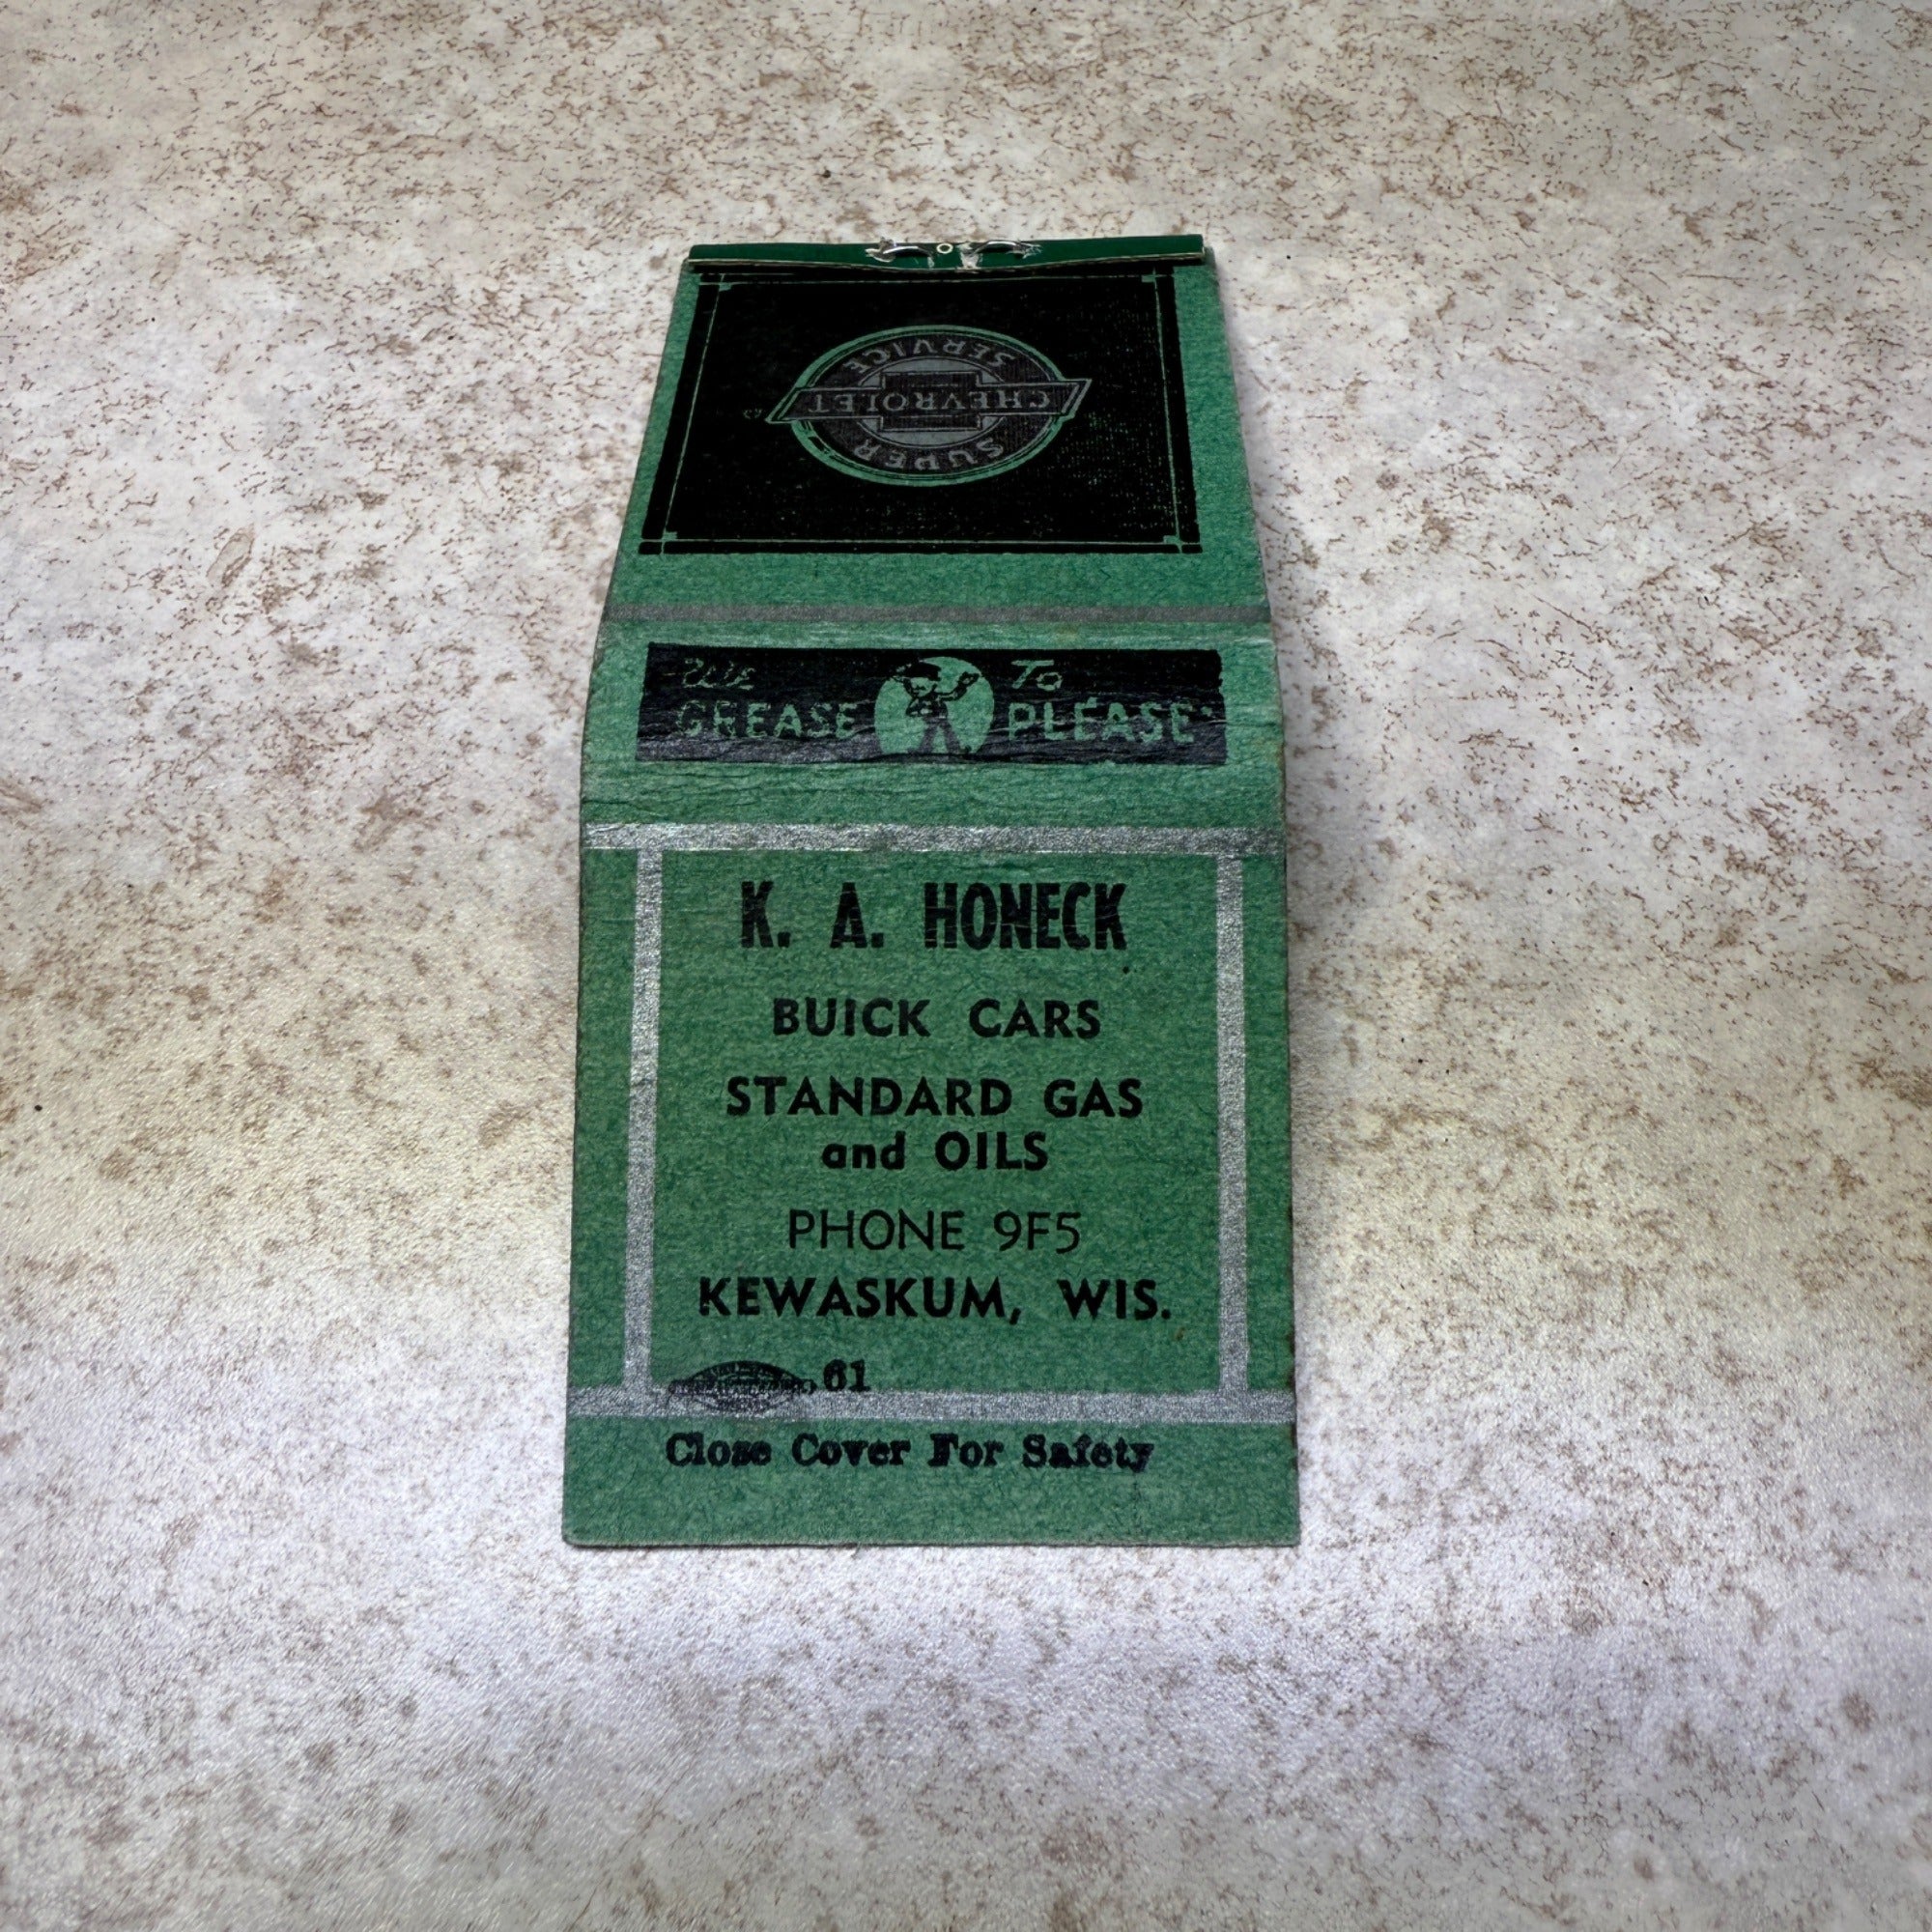 SUPER
CHEVROLET
SERVICE
We To
GREASE PLEASE
K. A. HONECK
BUICK CARS
STANDARD GAS
and OILS
PHONE 9F5
KEWASKUM, WIS.
61
Close Cover For Safety